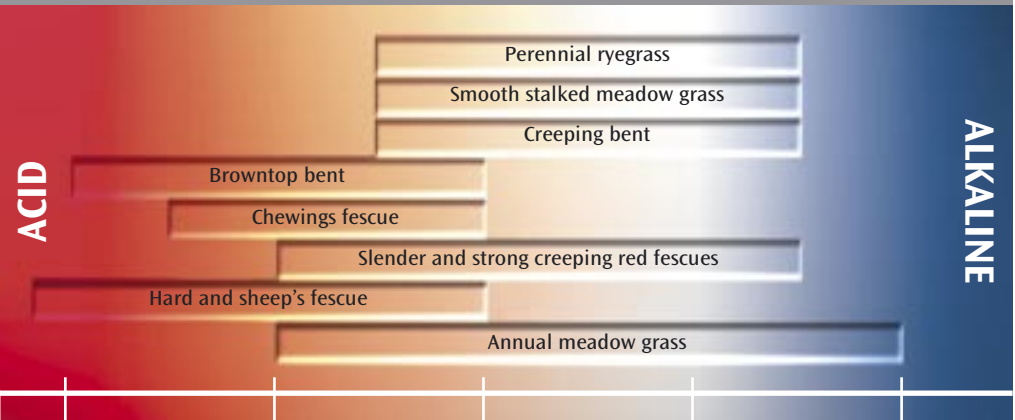 ACID
Perennial ryegrass
Smooth stalked meadow grass
Creeping bent
Browntop bent
Chewings fescue
Slender and strong creeping red fescues
Hard and sheep's fescue
Annual meadow grass
ALKALINE